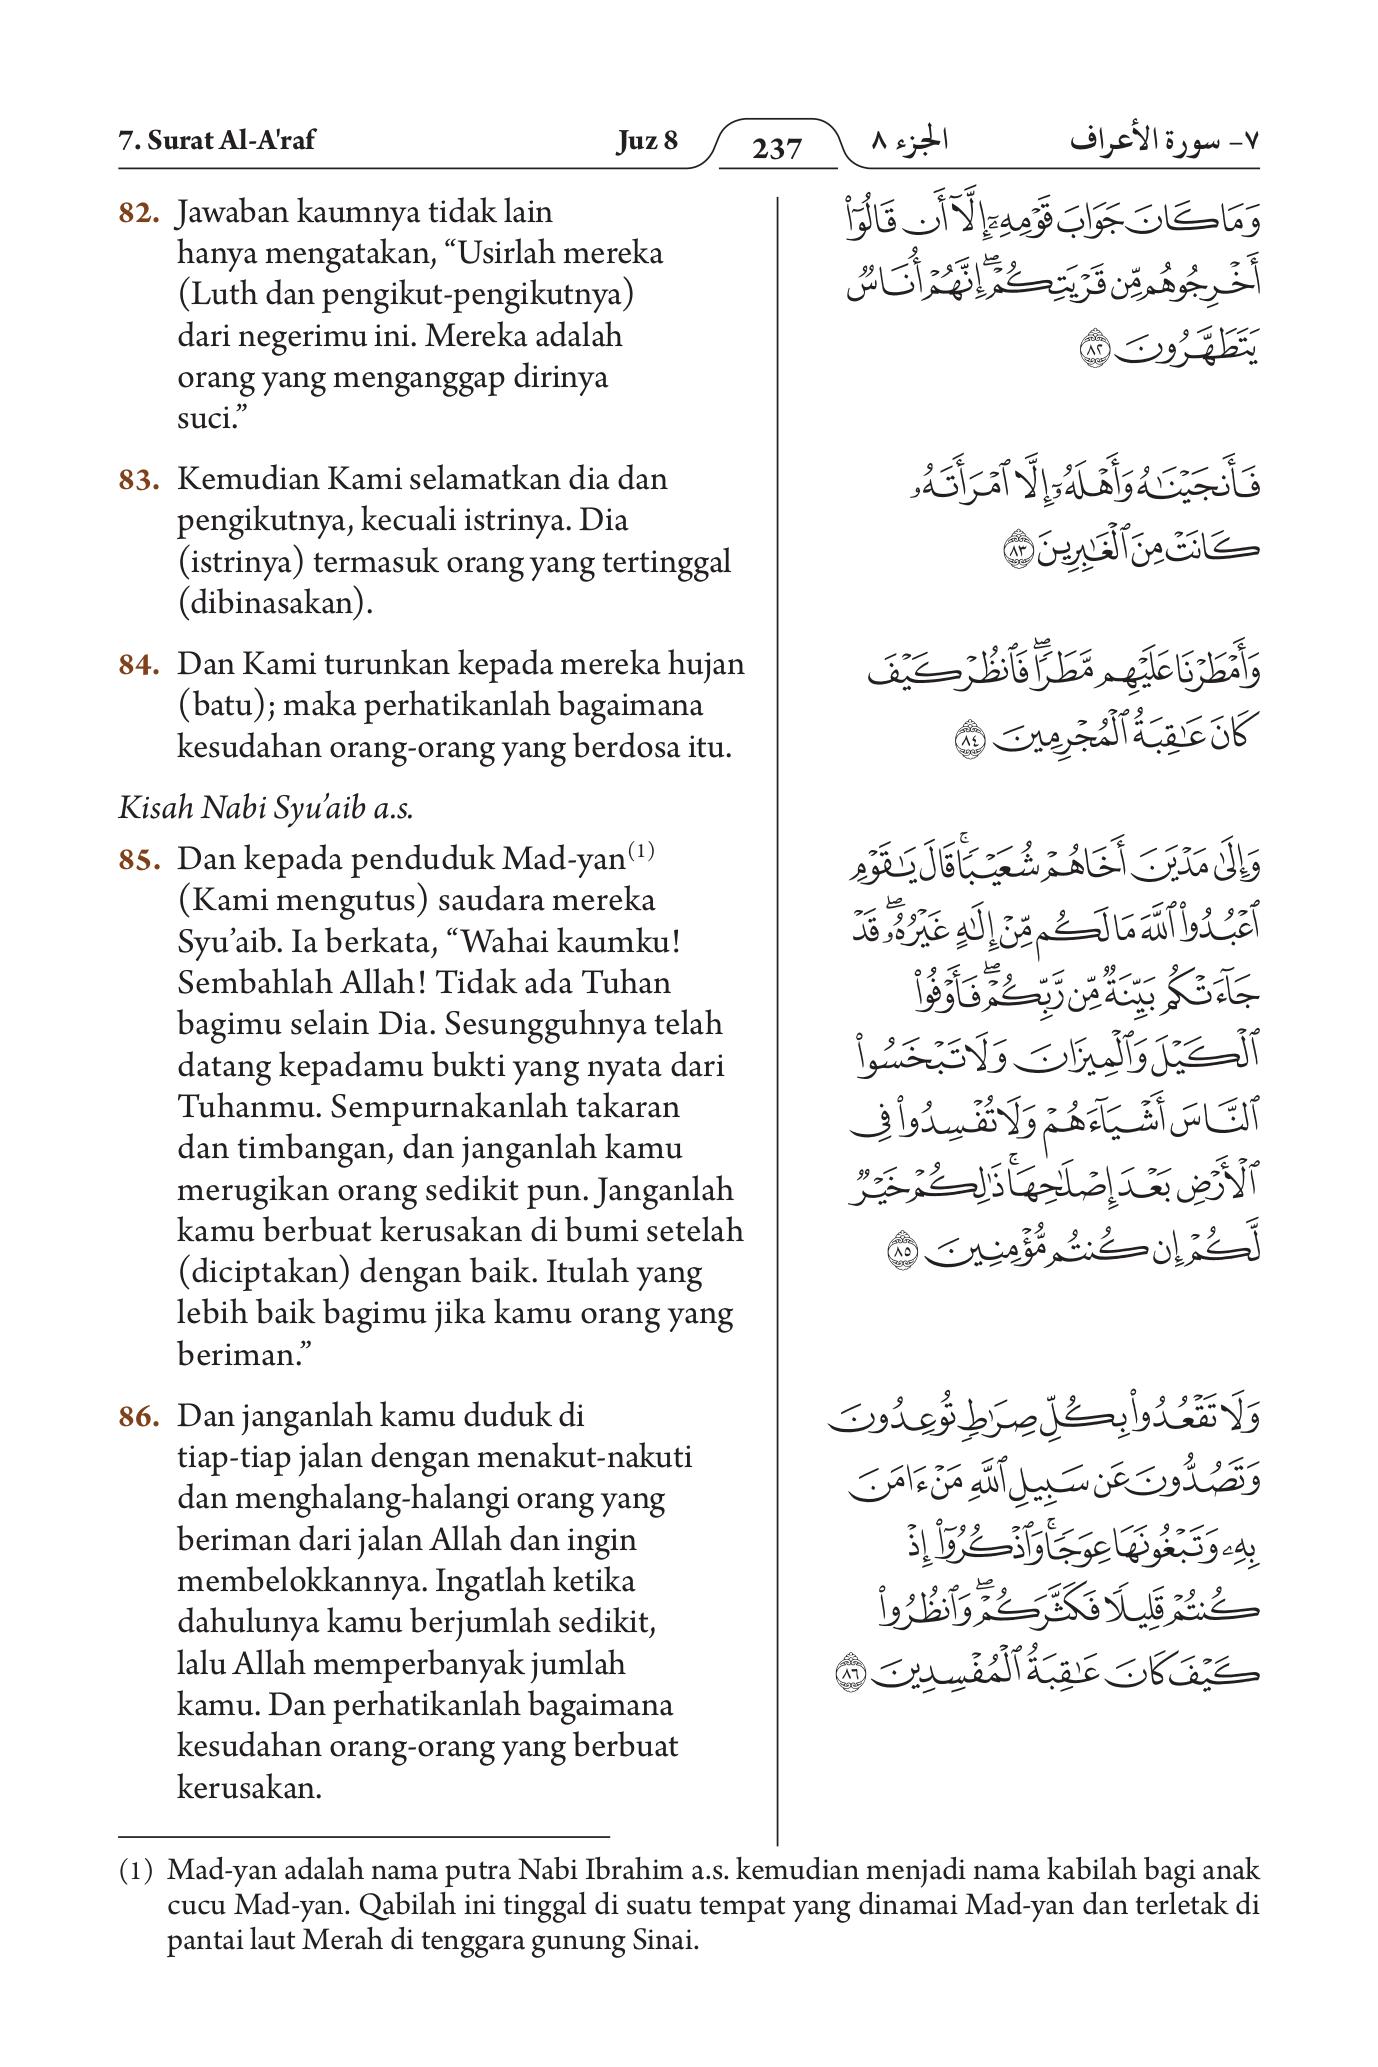 7. Surat Al-A'raf Juz 8 237 الجزء ٨ ٧- سورة الأعراف
82. Jawaban kaumnya tidak lain
hanya mengatakan, “Usirlah mereka
(Luth dan pengikut-pengikutnya)
dari negerimu ini. Mereka adalah
orang yang menganggap dirinya
suci.”
83. Kemudian Kami selamatkan dia dan
pengikutnya, kecuali istrinya. Dia
(istrinya) termasuk orang yang tertinggal
(dibinasakan).
84. Dan Kami turunkan kepada mereka hujan
(batu); maka perhatikanlah bagaimana
kesudahan orang-orang yang berdosa itu.
Kisah Nabi Syu’aib a.s.
85. Dan kepada penduduk Mad-yan(1)
(Kami mengutus) saudara mereka
Syu’aib. Ia berkata, “Wahai kaumku!
Sembahlah Allah! Tidak ada Tuhan
bagimu selain Dia. Sesungguhnya telah
datang kepadamu bukti yang nyata dari
Tuhanmu. Sempurnakanlah takaran
dan timbangan, dan janganlah kamu
merugikan orang sedikit pun. Janganlah
kamu berbuat kerusakan di bumi setelah
(diciptakan) dengan baik. Itulah yang
lebih baik bagimu jika kamu orang yang
beriman.”
86. Dan janganlah kamu duduk di
tiap-tiap jalan dengan menakut-nakuti
dan menghalang-halangi orang yang
beriman dari jalan Allah dan ingin
membelokkannya. Ingatlah ketika
dahulunya kamu berjumlah sedikit,
lalu Allah memperbanyak jumlah
kamu. Dan perhatikanlah bagaimana
kesudahan orang-orang yang berbuat
kerusakan.
وَمَا كَانَ جَوَابَ قَوْمِهِۦٓ إِلَّآ أَن قَالُوٓا۟
أَخْرِجُوهُم مِّن قَرْيَتِكُمْ ۖ إِنَّهُمْ أُنَاسٌ
يَتَطَهَّرُونَ ٨٢
فَأَنجَيْنَٰهُ وَأَهْلَهُۥٓ إِلَّا ٱمْرَأَتَهُۥ
كَانَتْ مِنَ ٱلْغَٰبِرِينَ ٨٣
وَأَمْطَرْنَا عَلَيْهِم مَّطَرًا ۖ فَٱنظُرْ كَيْفَ
كَانَ عَٰقِبَةُ ٱلْمُجْرِمِينَ ٨٤
وَإِلَىٰ مَدْيَنَ أَخَاهُمْ شُعَيْبًا ۚ قَالَ يَٰقَوْمِ
ٱعْبُدُوا۟ ٱللَّهَ مَا لَكُم مِّنْ إِلَٰهٍ غَيْرُهُۥ ۖ قَدْ
جَآءَتْكُم بَيِّنَةٌ مِّن رَّبِّكُمْ ۖ فَأَوْفُوا۟
ٱلْكَيْلَ وَٱلْمِيزَانَ وَلَا تَبْخَسُوا۟
ٱلنَّاسَ أَشْيَآءَهُمْ وَلَا تُفْسِدُوا۟ فِى
ٱلْأَرْضِ بَعْدَ إِصْلَٰحِهَا ۚ ذَٰلِكُمْ خَيْرٌ
لَّكُمْ إِن كُنتُم مُّؤْمِنِينَ ٨٥
وَلَا تَقْعُدُوا۟ بِكُلِّ صِرَٰطٍ تُوعِدُونَ
وَتَصُدُّونَ عَن سَبِيلِ ٱللَّهِ مَنْ ءَامَنَ
بِهِۦ وَتَبْغُونَهَا عِوَجًا ۚ وَٱذْكُرُوٓا۟ إِذْ
كُنتُمْ قَلِيلًا فَكَثَّرَكُمْ ۖ وَٱنظُرُوا۟
كَيْفَ كَانَ عَٰقِبَةُ ٱلْمُفْسِدِينَ ٨٦
(1) Mad-yan adalah nama putra Nabi Ibrahim a.s. kemudian menjadi nama kabilah bagi anak
cucu Mad-yan. Qabilah ini tinggal di suatu tempat yang dinamai Mad-yan dan terletak di
pantai laut Merah di tenggara gunung Sinai.